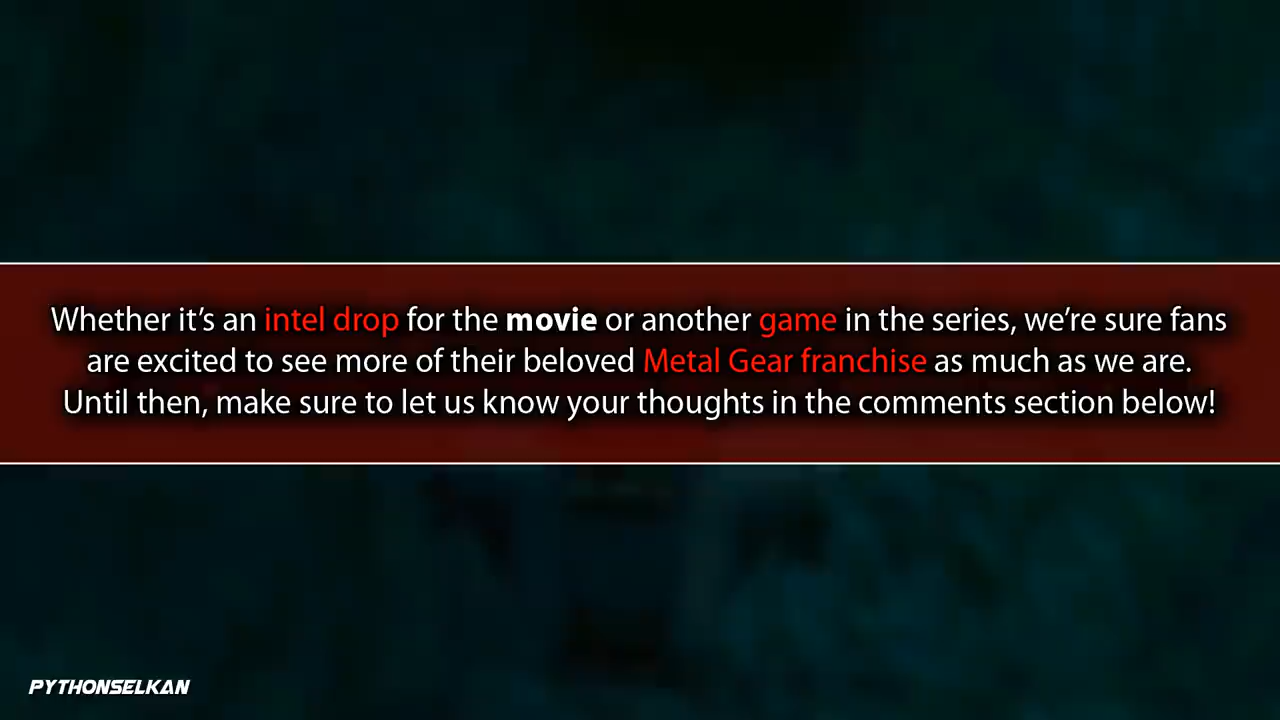 Whether it’s an intel drop for the movie or another game in the series, we’re sure fans
are excited to see more of their beloved Metal Gear franchise as much as we are.
Until then, make sure to let us know your thoughts in the comments section below!
PYTHONSELKAN